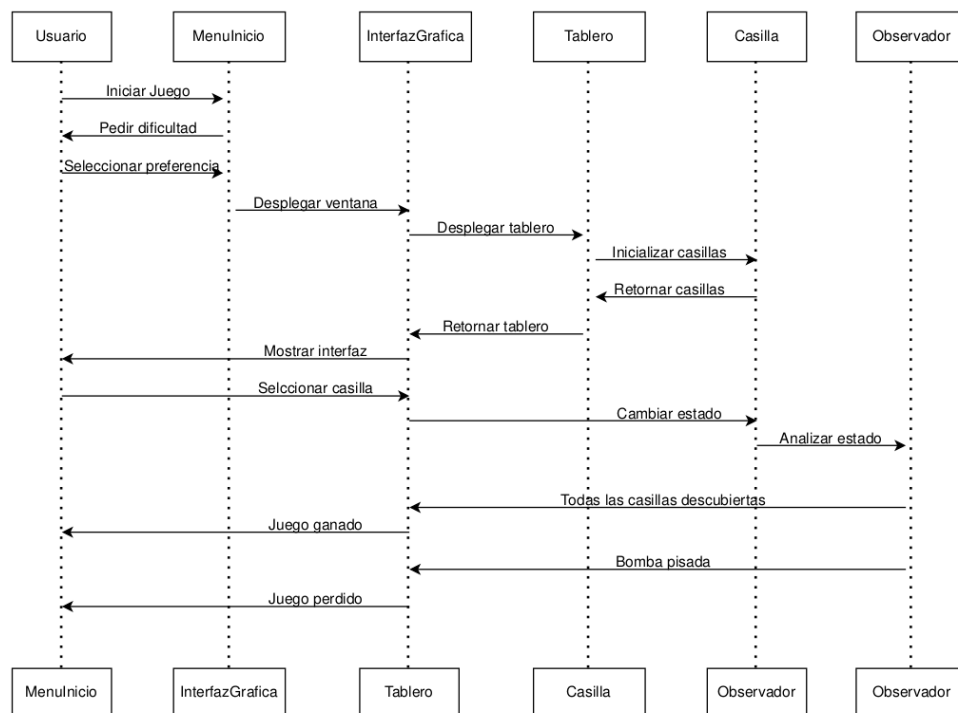 Usuario
MenuInicio
InterfazGrafica
Tablero
Casilla
Observador
Iniciar Juego
Pedir dificultad
Seleccionar preferencia
Desplegar ventana
Desplegar tablero
Inicializar casillas
Retornar casillas
Retornar tablero
Mostrar interfaz
Selccionar casilla
Cambiar estado
Analizar estado
Todas las casillas descubiertas
Juego ganado
Bomba pisada
Juego perdido
MenuInicio
InterfazGrafica
Tablero
Casilla
Observador
Observador